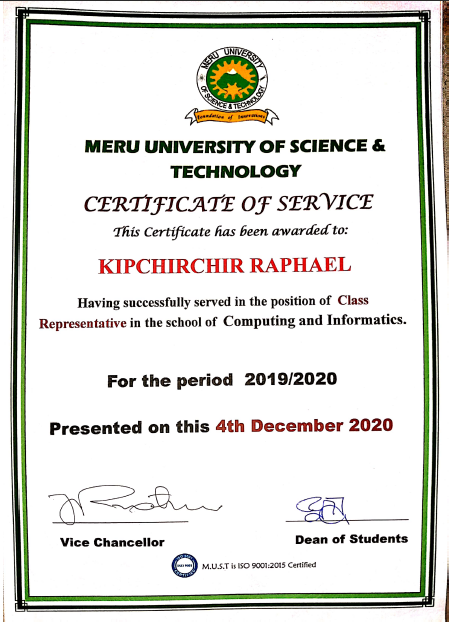 MERU UNIVERSITY
OF SCIENCE & TECHNOLOGY
Foundation of Innovations
MERU UNIVERSITY OF SCIENCE &
TECHNOLOGY
CERTIFICATE OF SERVICE
This Certificate has been awarded to:
KIPCHIRCHIR RAPHAEL
Having successfully served in the position of Class
Representative in the school of Computing and Informatics.
For the period 2019/2020
Presented on this 4th December 2020
Vice Chancellor
Dean of Students
M.U.S.T is ISO 9001:2015 Certified